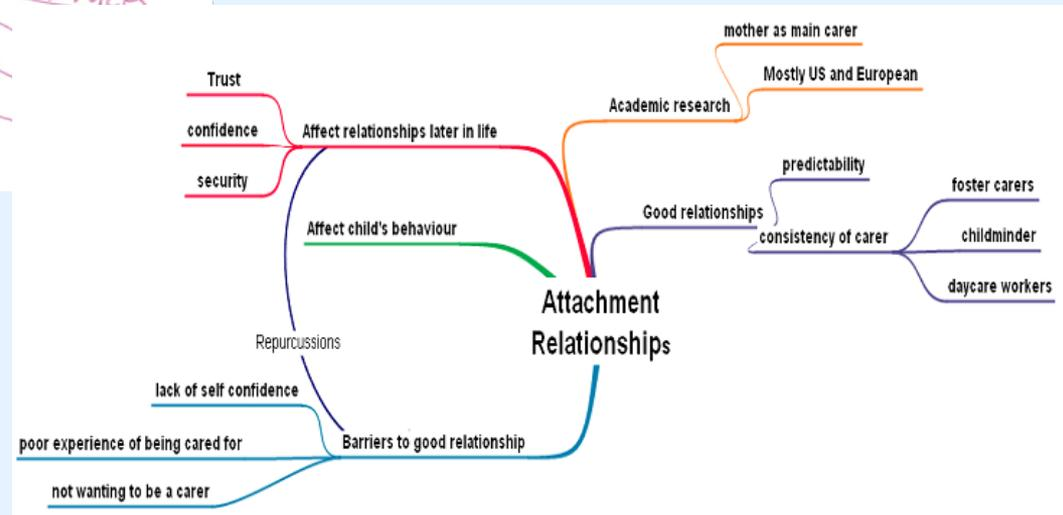 mother as main carer
Mostly US and European
Academic research
Trust
confidence
security
Affect relationships later in life
predictability
Good relationships
consistency of carer
foster carers
childminder
daycare workers
Affect child's behaviour
Attachment
Relationships
Repurcussions
lack of self confidence
poor experience of being cared for
not wanting to be a carer
Barriers to good relationship